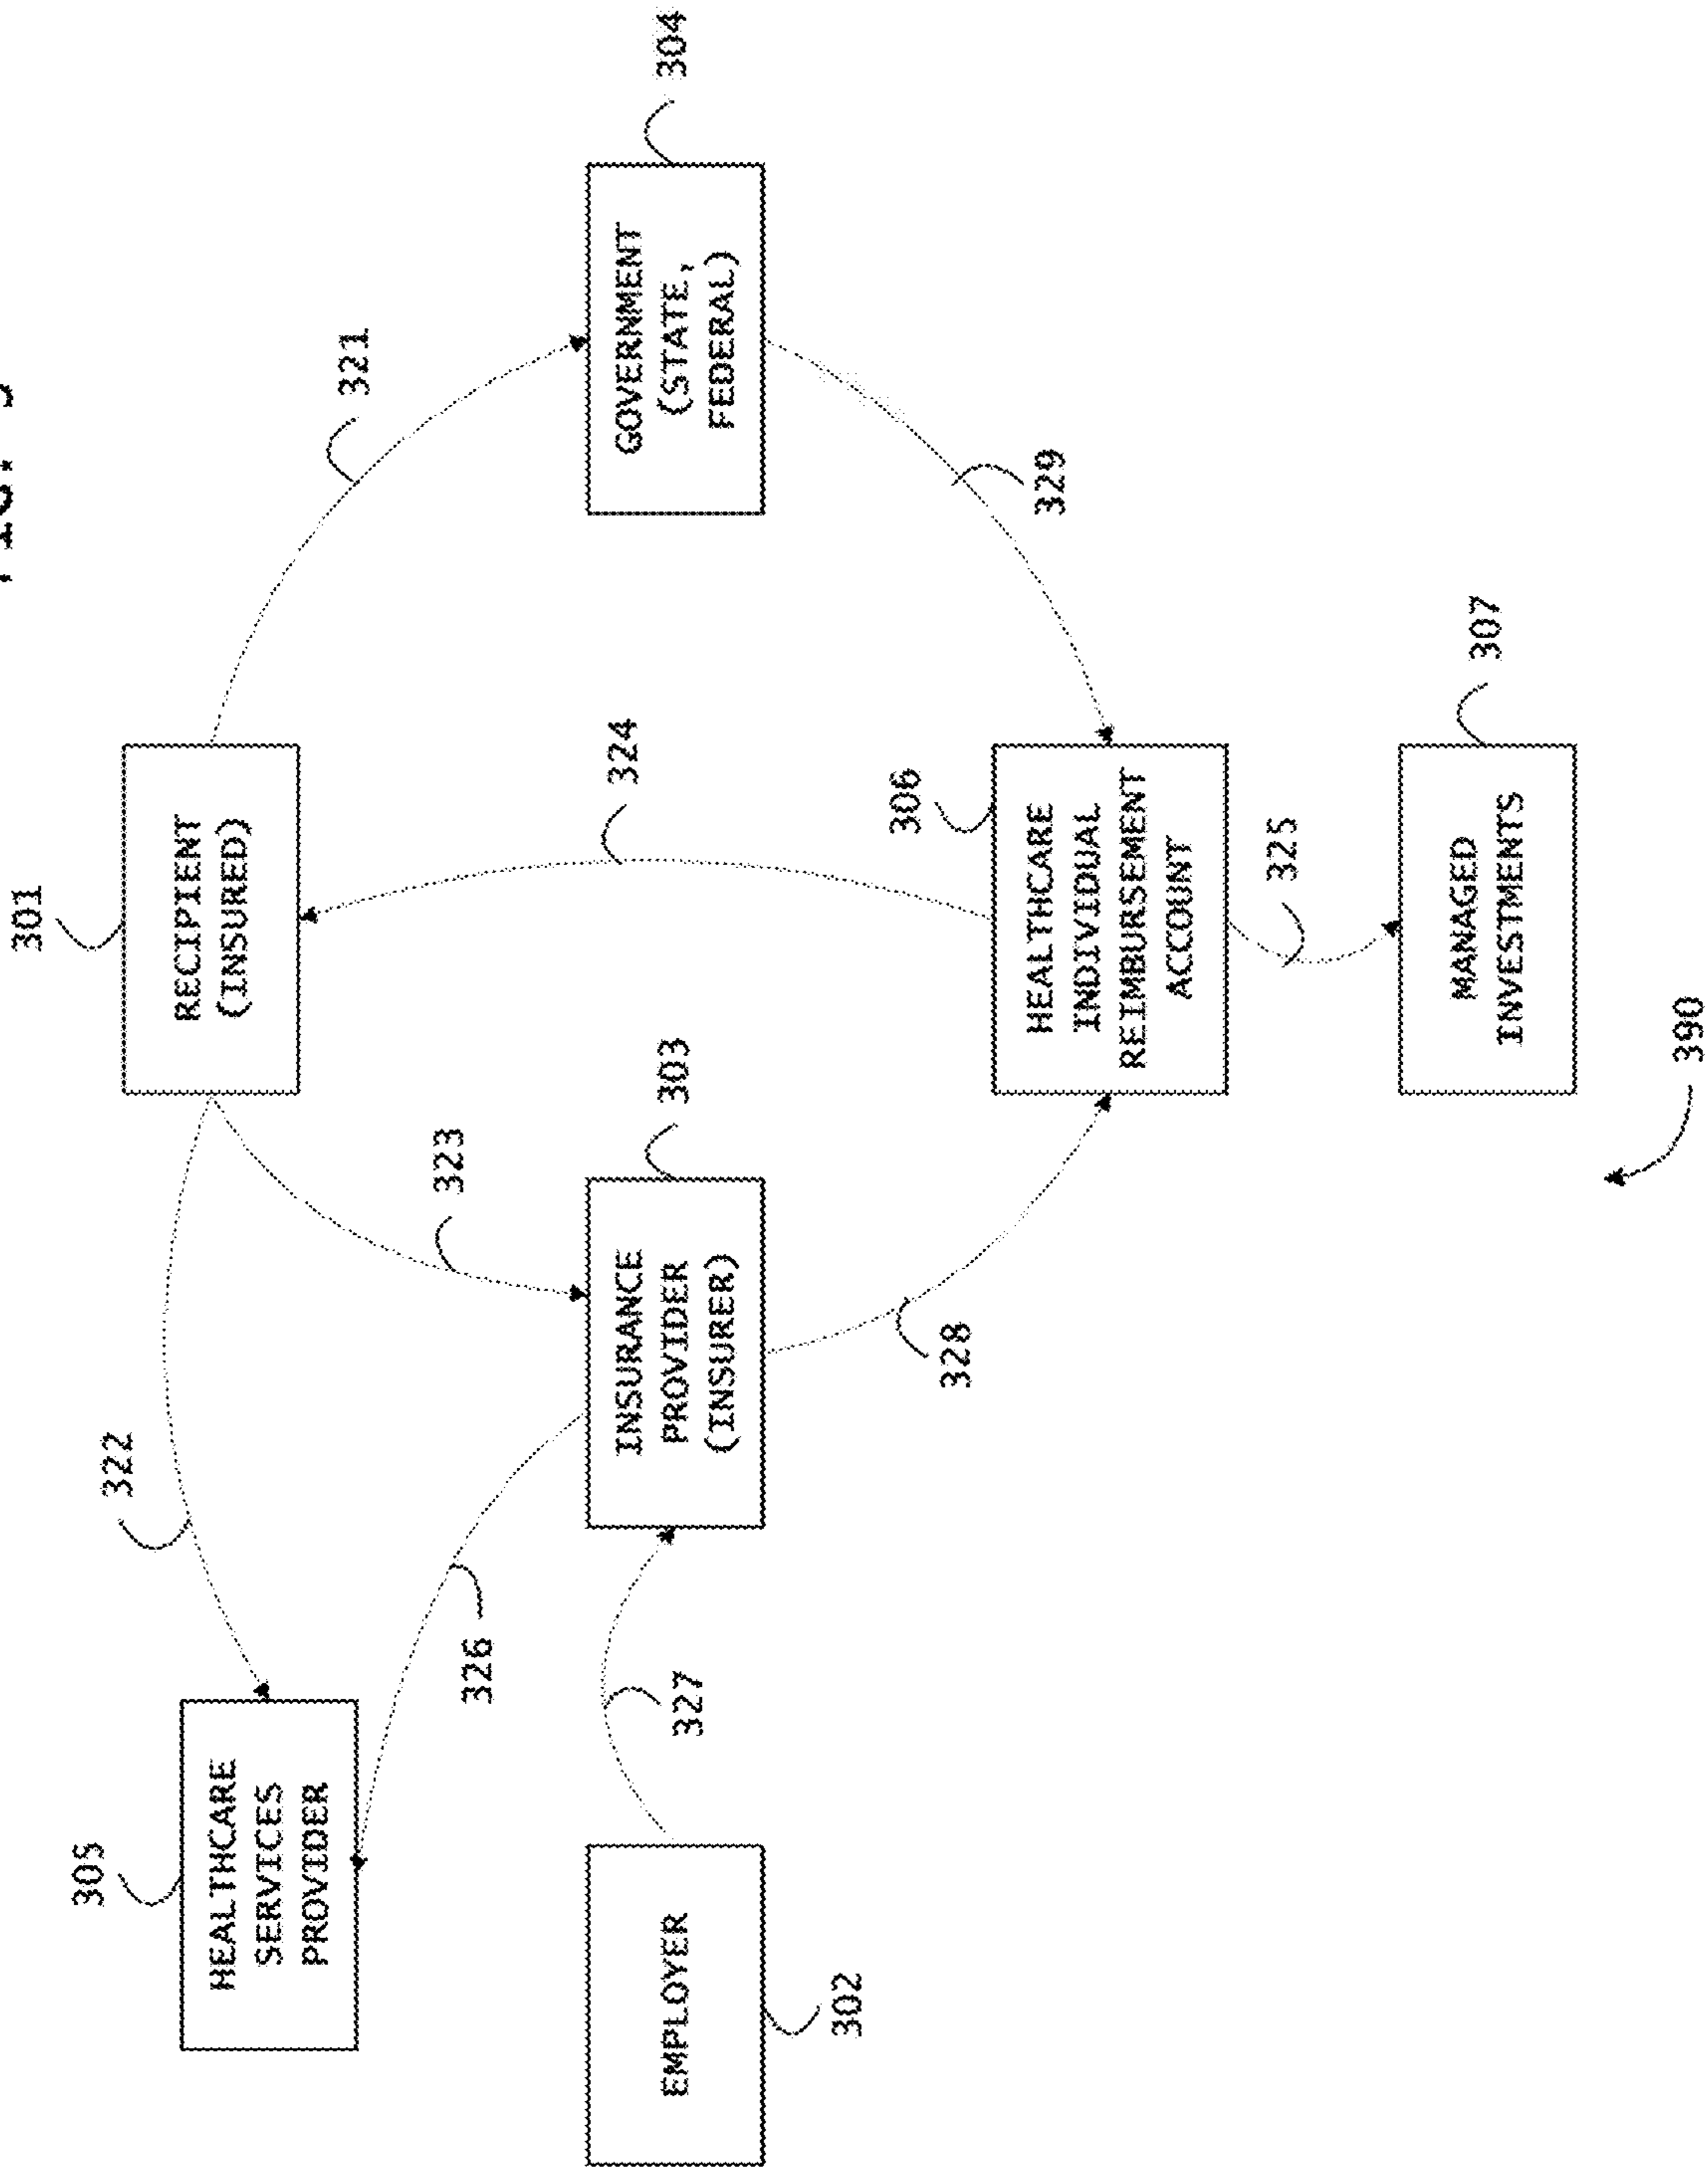 301
305
322
HEALTHCARE
SERVICES
PROVIDER
RECIPIENT
(INSURED)
321
323
326
324
327
303
304
EMPLOYER
INSURANCE
PROVIDER
(INSURER)
GOVERNMENT
(STATE,
FEDERAL)
302
328
306
329
HEALTHCARE
INDIVIDUAL
REIMBURSEMENT
ACCOUNT
325
307
MANAGED
INVESTMENTS
390